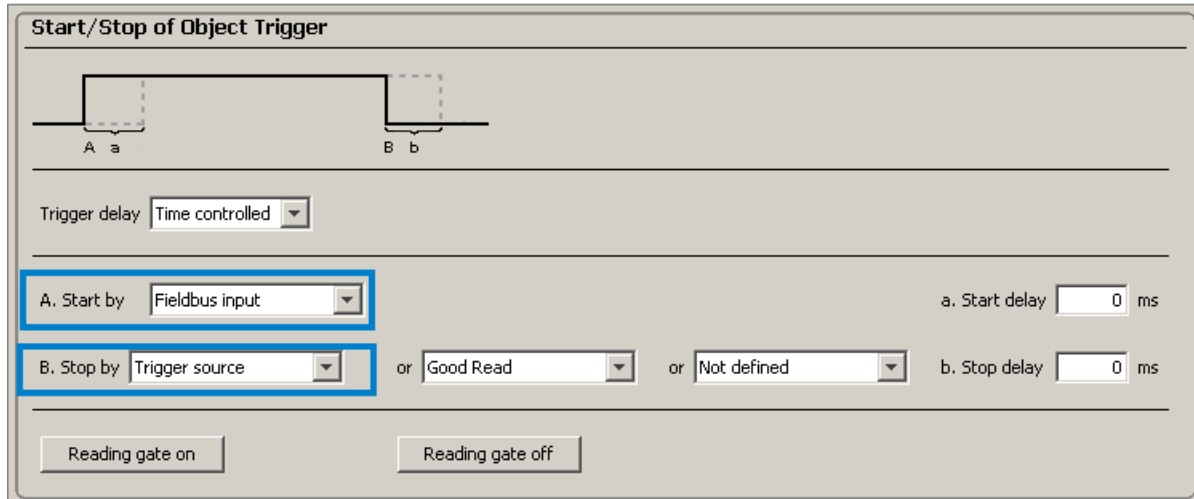 Start/Stop of Object Trigger
A a B b
Trigger delay Time controlled
A. Start by Fieldbus input a. Start delay 0 ms
B. Stop by Trigger source or Good Read or Not defined b. Stop delay 0 ms
Reading gate on Reading gate off